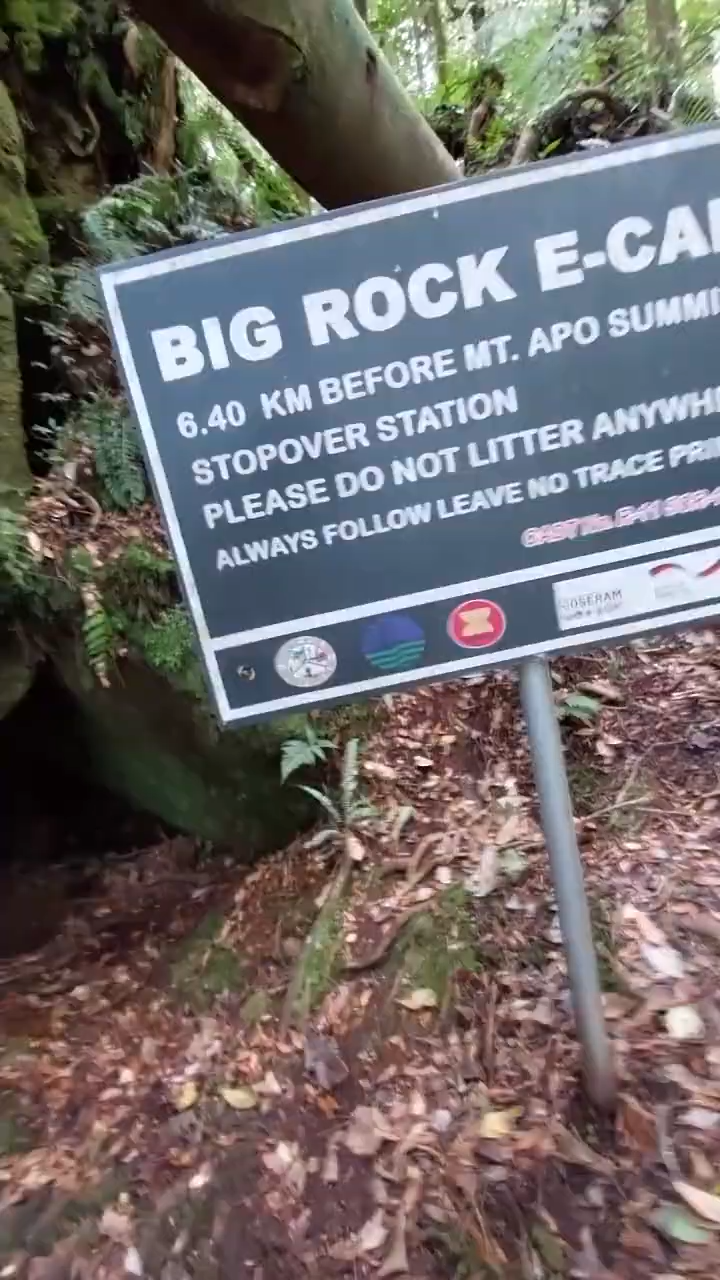 BIG ROCK E-CA
6.40 KM BEFORE MT. APO SUMMI
STOPOVER STATION
PLEASE DO NOT LITTER ANYWH
ALWAYS FOLLOW LEAVE NO TRACE PRI